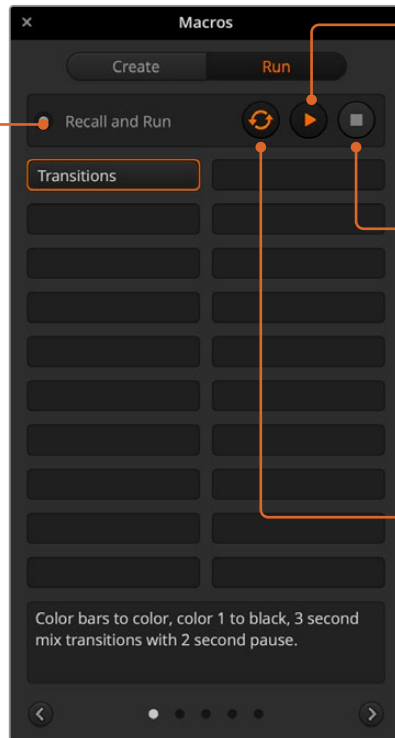 Macros
Create Run
Recall and Run
Transitions
Color bars to color, color 1 to black, 3 second
mix transitions with 2 second pause.